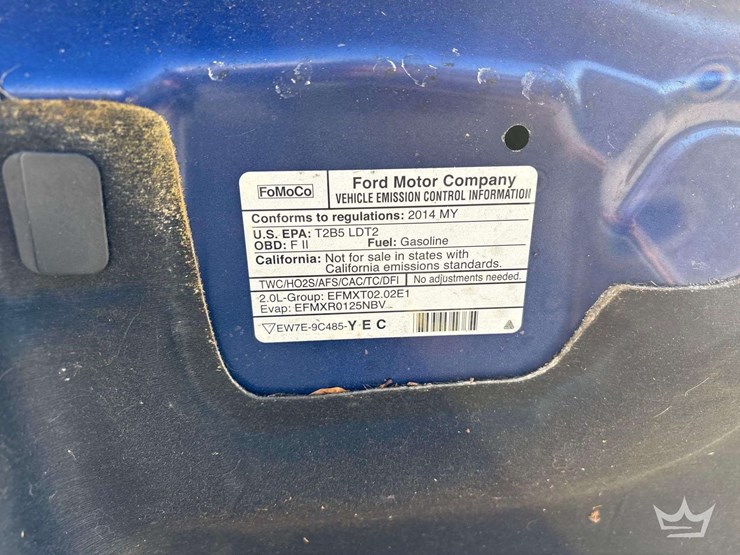 FoMoCo
Ford Motor Company
VEHICLE EMISSION CONTROL INFORMATION
Conforms to regulations: 2014 MY
U.S. EPA: T2B5 LDT2
OBD: F II Fuel: Gasoline
California: Not for sale in states with
California emissions standards.
TWC/HO2S/AFS/CAC/TC/DFI No adjustments needed.
2.0L-Group: EFMXT02.02E1
Evap: EFMXR0125NBV
EW7E-9C485-Y E C